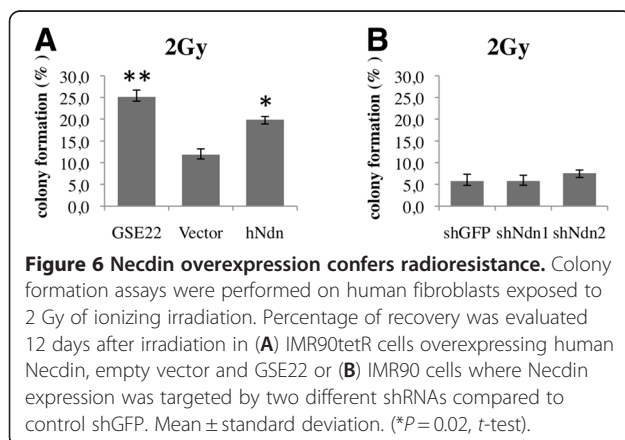 A
2Gy
colony formation (%)
30,0
25,0
20,0
15,0
10,0
5,0
0,0
**
*
GSE22 Vector hNdn
B
2Gy
colony formation (%)
30,0
25,0
20,0
15,0
10,0
5,0
0,0
shGFP shNdn1 shNdn2
Figure 6 Necdin overexpression confers radioresistance. Colony
formation assays were performed on human fibroblasts exposed to
2 Gy of ionizing irradiation. Percentage of recovery was evaluated
12 days after irradiation in (A) IMR90tetR cells overexpressing human
Necdin, empty vector and GSE22 or (B) IMR90 cells where Necdin
expression was targeted by two different shRNAs compared to
control shGFP. Mean ± standard deviation. (*P = 0.02, t-test).